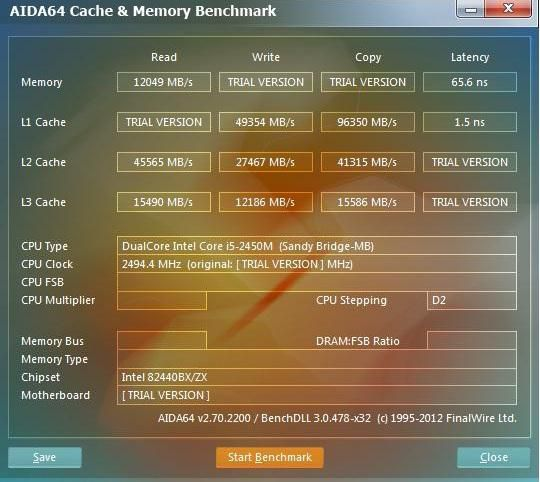 AIDA64 Cache & Memory Benchmark
Read Write Copy Latency
Memory 12049 MB/s TRIAL VERSION TRIAL VERSION 65.6 ns
L1 Cache TRIAL VERSION 49354 MB/s 96350 MB/s 1.5 ns
L2 Cache 45565 MB/s 27467 MB/s 41315 MB/s TRIAL VERSION
L3 Cache 15490 MB/s 12186 MB/s 15586 MB/s TRIAL VERSION
CPU Type DualCore Intel Core i5-2450M (Sandy Bridge-MB)
CPU Clock 2494.4 MHz (original: [ TRIAL VERSION ] MHz)
CPU FSB
CPU Multiplier CPU Stepping D2
Memory Bus DRAM:FSB Ratio
Memory Type
Chipset Intel 82440BX/ZX
Motherboard [ TRIAL VERSION ]
AIDA64 v2.70.2200 / BenchDLL 3.0.478-x32 (c) 1995-2012 FinalWire Ltd.
Save Start Benchmark Close